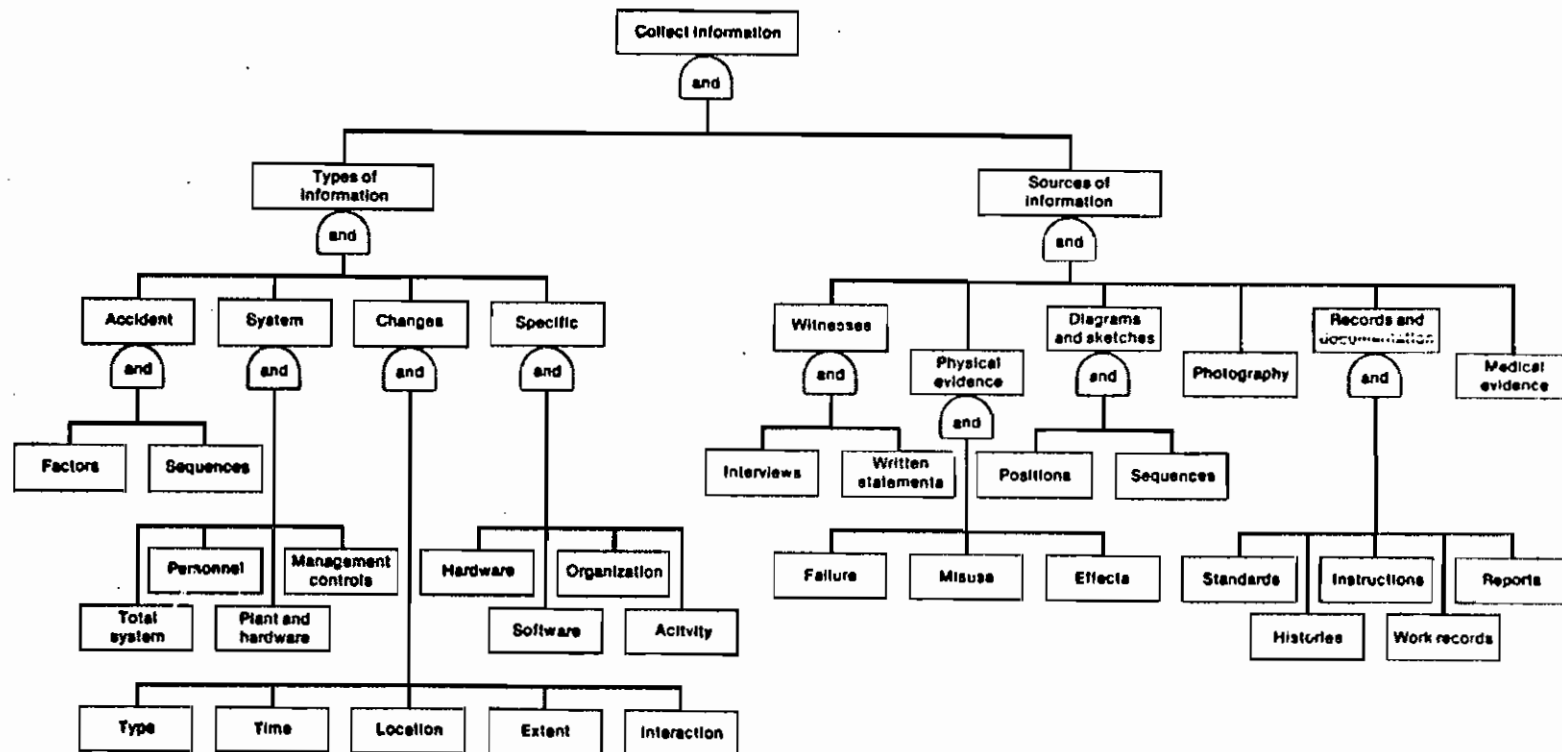 Collect Information
and
Types of
information
Sources of
information
and
and
Accident
System
Changes
Specific
Witnesses
Diagrams
and sketches
Records and
documentation
Physical
evidence
Photography
Medical
evidence
and
and
and
and
and
and
and
and
Factors
Sequences
Interviews
Written
statements
Positions
Sequences
Personnel
Management
controls
Hardware
Organization
Failure
Misuse
Effects
Standards
Instructions
Reports
Total
system
Plant and
hardware
Software
Acitvity
Histories
Work records
Type
Time
Location
Extent
Interaction